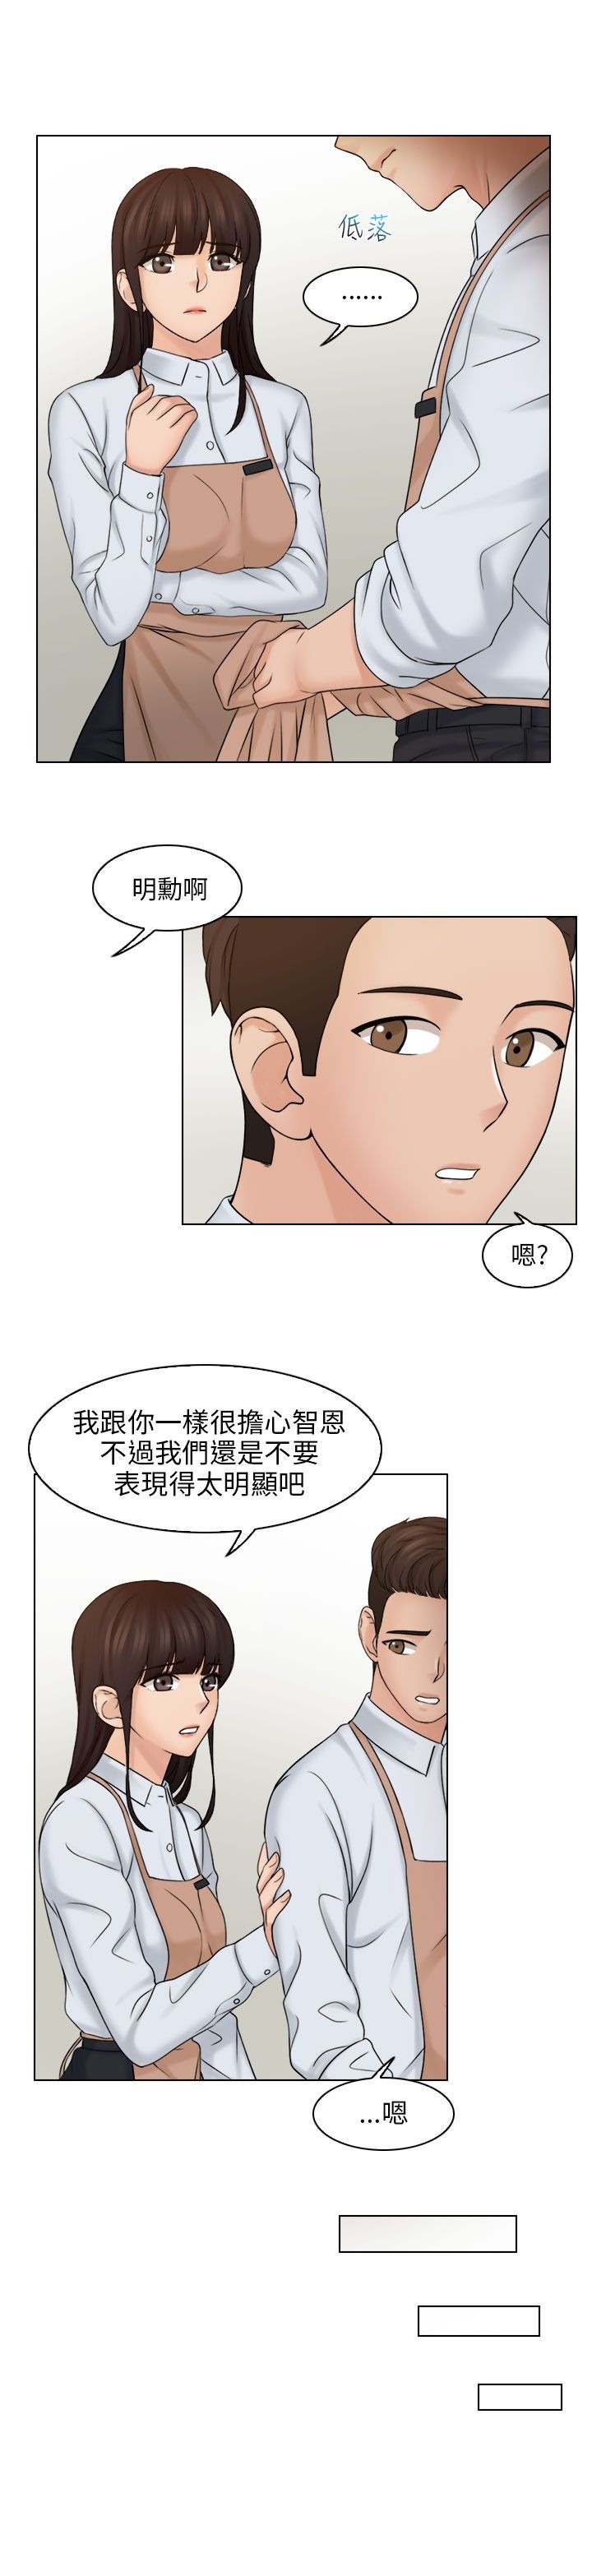 低落
……
明勳啊
嗯?
我跟你一樣很擔心智恩
不過我們還是不要
表現得太明顯吧
...嗯